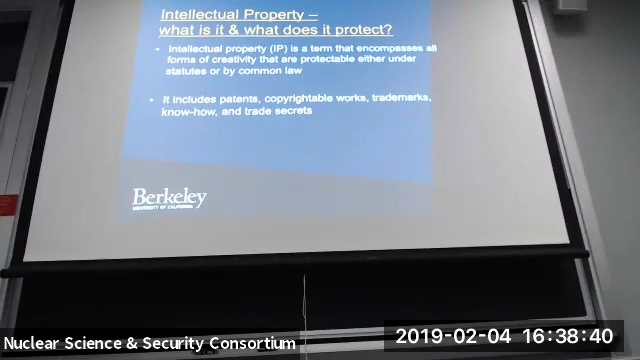 Intellectual Property –
what is it & what does it protect?
• Intellectual property (IP) is a term that encompasses all
forms of creativity that are protectable either under
statutes or by common law
• It includes patents, copyrightable works, trademarks,
know-how, and trade secrets
Berkeley
UNIVERSITY OF CALIFORNIA
Nuclear Science & Security Consortium
2019-02-04 16:38:40